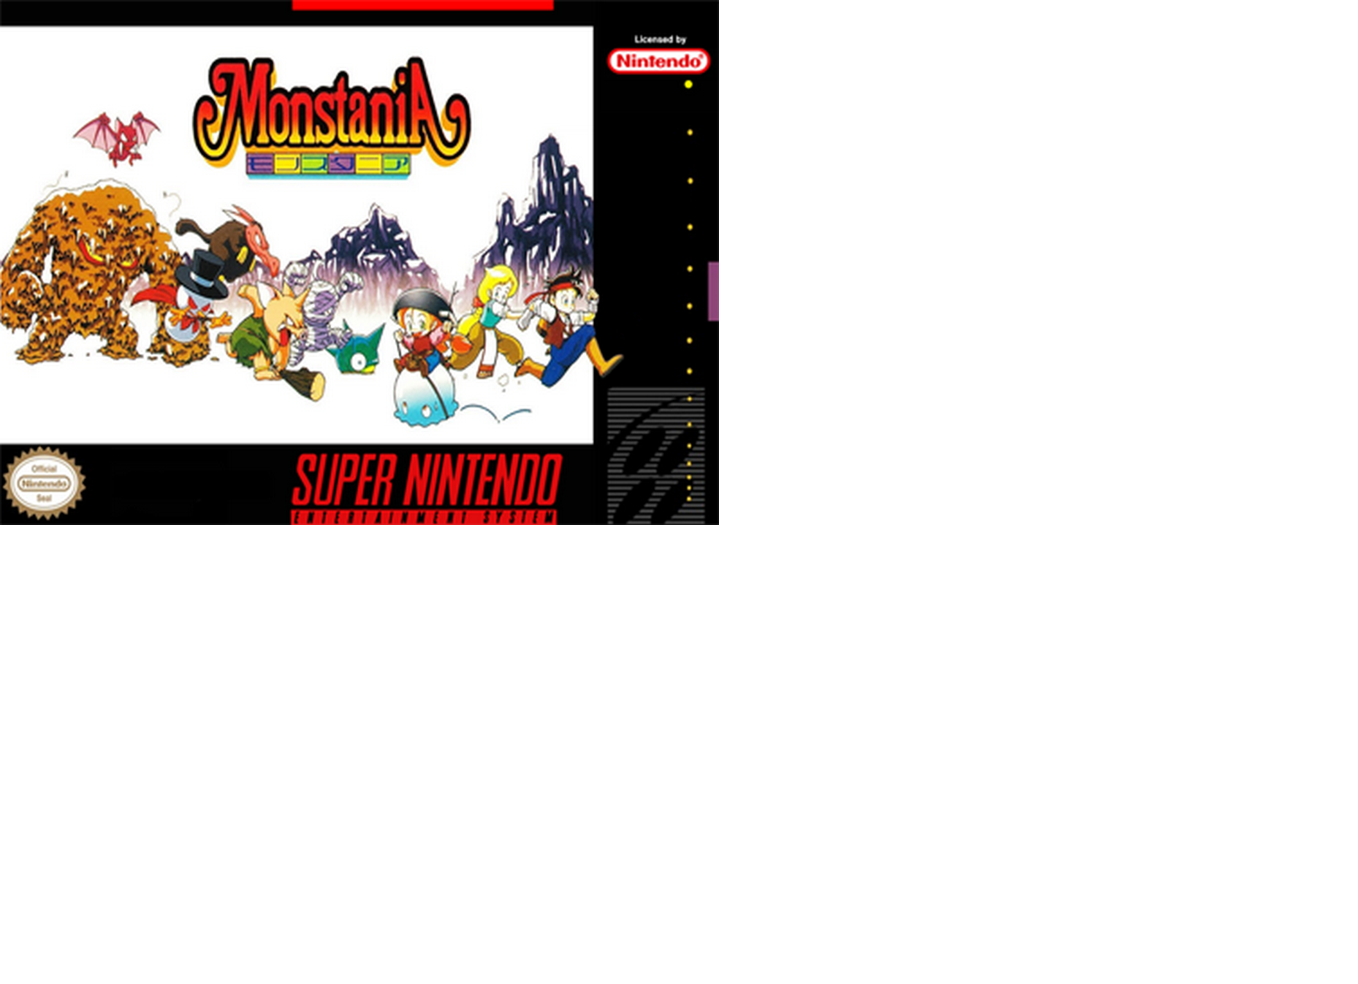 Licensed by
Nintendo®
MonstaniA
モンスタニア
Official
Nintendo
Seal
SUPER NINTENDO
ENTERTAINMENT SYSTEM